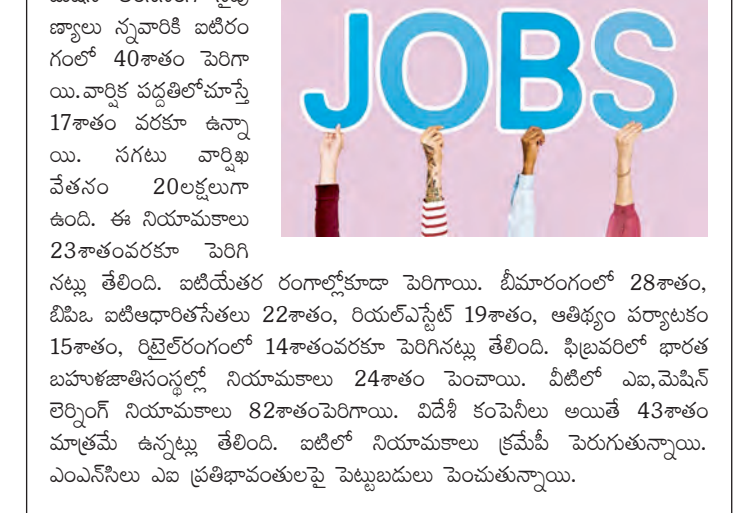 ణ్యాలు న్నవారికి ఐటిరం
గంలో 40శాతం పెరిగా
యి.వార్షిక పద్దతిలోచూస్తే
17శాతం వరకూ ఉన్నా
యి. సగటు వార్షిఖ
వేతనం 20లక్షలుగా
ఉంది. ఈ నియామకాలు
23శాతంవరకూ పెరిగి
JOBS
నట్లు తేలింది. ఐటియేతర రంగాల్లోకూడా పెరిగాయి. బీమారంగంలో 28శాతం,
బిపిఒ ఐటిఆధారితసేతలు 22శాతం, రియల్ఎస్టేట్ 19శాతం, ఆతిథ్యం పర్యాటకం
15శాతం, రిటైల్‌రంగంలో 14శాతంవరకూ పెరిగినట్లు తేలింది. ఫిబ్రవరిలో భారత
బహుళజాతిసంస్థల్లో నియామకాలు 24శాతం పెంచాయి. వీటిలో ఎఐ,మెషిన్
లెర్నింగ్ నియామకాలు 82శాతంపెరిగాయి. విదేశీ కంపెనీలు అయితే 43శాతం
మాత్రమే ఉన్నట్లు తేలింది. ఐటిలో నియామకాలు క్రమేపీ పెరుగుతున్నాయి.
ఎంఎన్‌సిలు ఎఐ ప్రతిభావంతులపై పెట్టుబడులు పెంచుతున్నాయి.